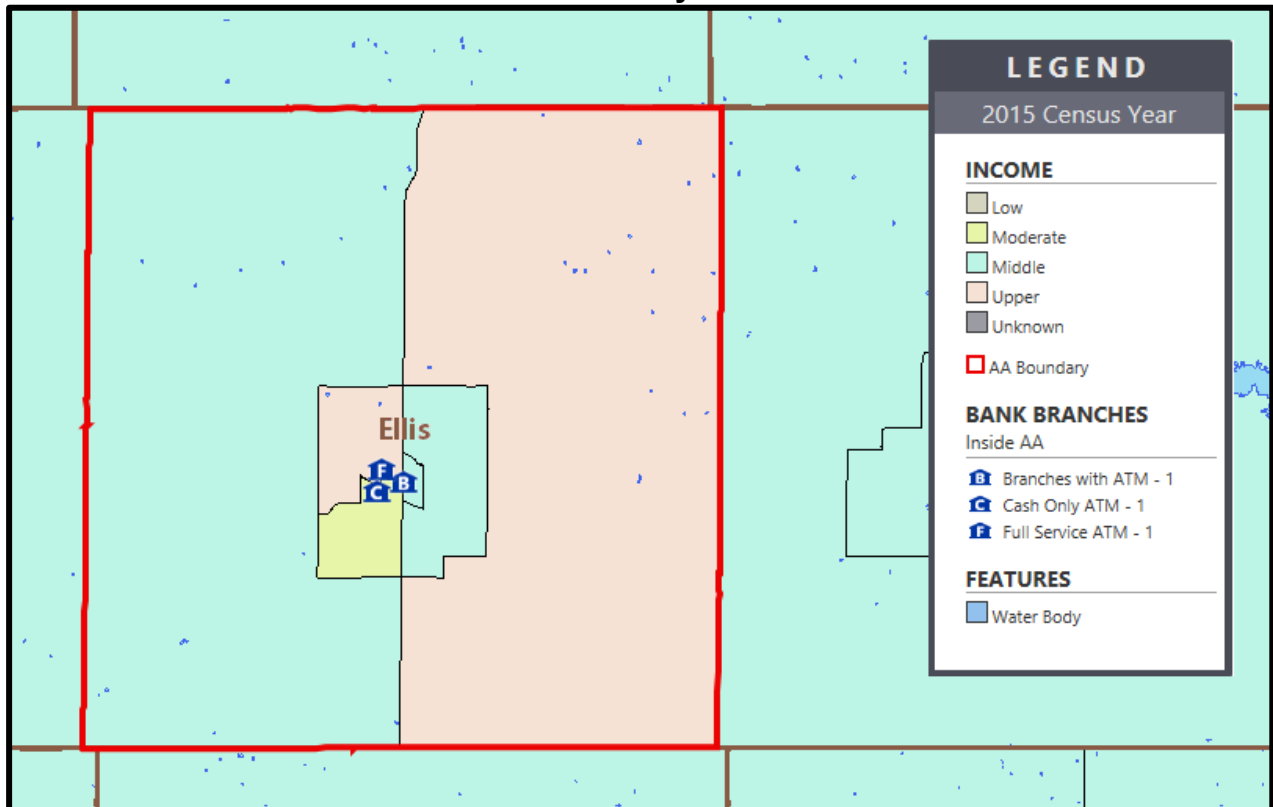 LEGEND
2015 Census Year
INCOME
Low
Moderate
Middle
Upper
Unknown
AA Boundary
BANK BRANCHES
Inside AA
B Branches with ATM - 1
C Cash Only ATM - 1
F Full Service ATM - 1
FEATURES
Water Body
Ellis
F
B
C